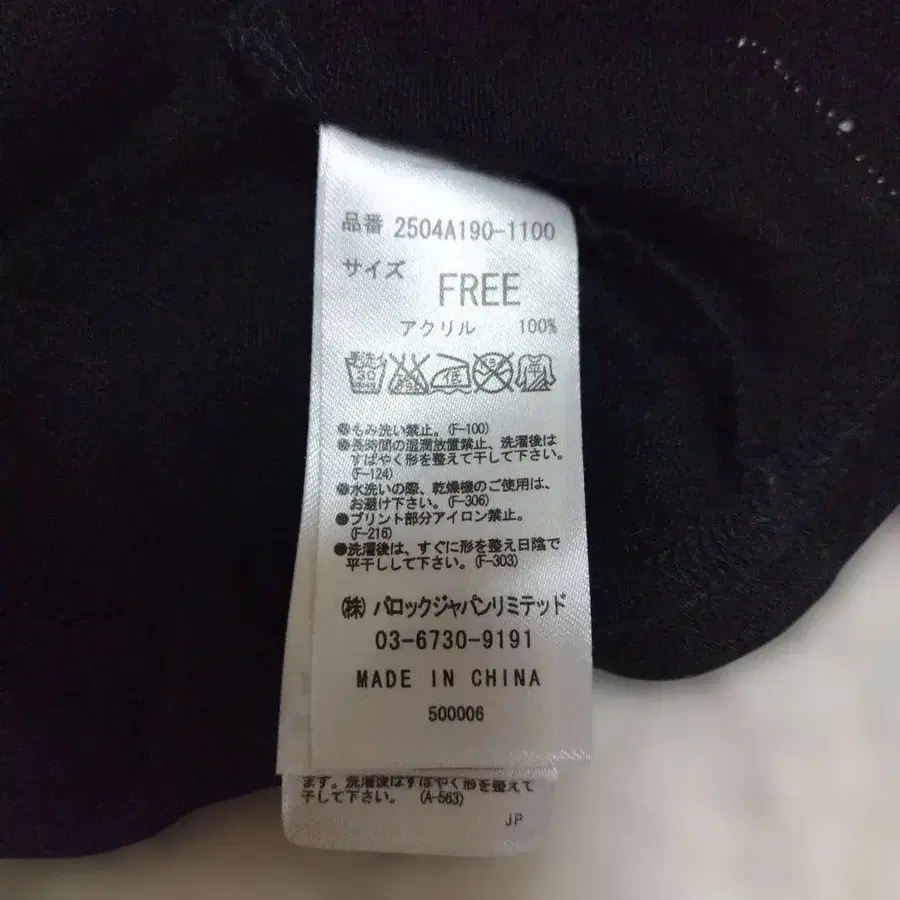 品番 2504A190-1100
サイズ
FREE
アクリル 100%
手洗 30 中性 低 平
●もみ洗い禁止。(F-100)
●長時間の湿潤放置禁止、洗濯後は
すばやく形を整えて干して下さい。
(F-124)
●水洗いの際、乾燥機のご使用は、
お避け下さい。(F-306)
●プリント部分アイロン禁止。
(F-216)
●洗濯後は、すぐに形を整え日陰で
平干しして下さい。(F-303)
(株) バロックジャパンリミテッド
03-6730-9191
MADE IN CHINA
500006
ます。洗濯後はすばやく形を整えて
干して下さい。 (A-563)
JP